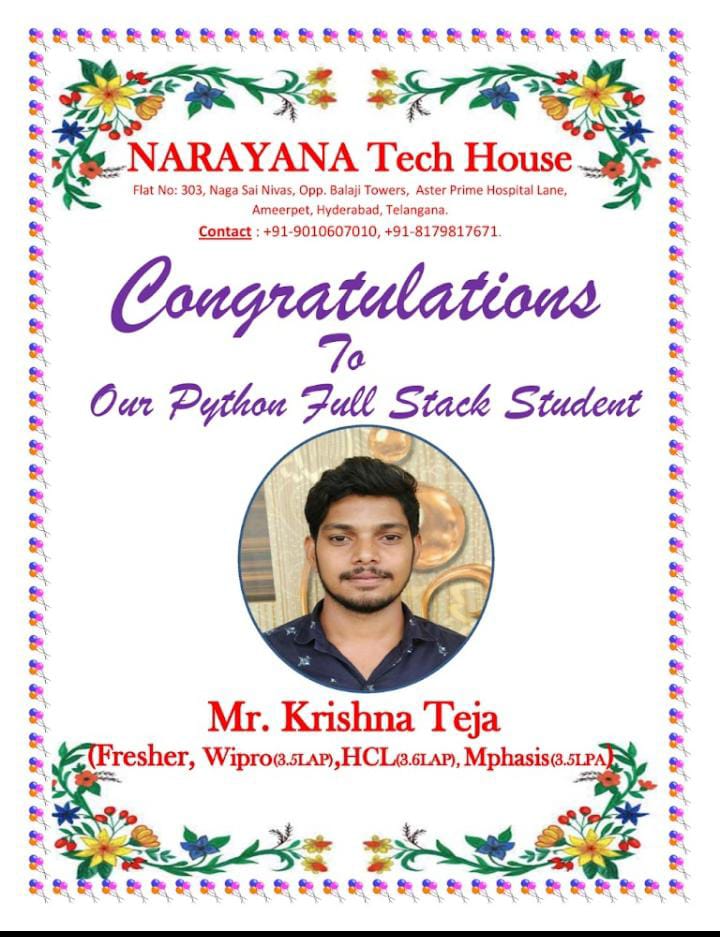 NARAYANA Tech House
Flat No: 303, Naga Sai Nivas, Opp. Balaji Towers, Aster Prime Hospital Lane,
Ameerpet, Hyderabad, Telangana.
Contact : +91-9010607010, +91-8179817671.
Congratulations
To
Our Python Full Stack Student
Mr. Krishna Teja
(Fresher, Wipro(3.5LAP),HCL(3.6LAP), Mphasis(3.5LPA)